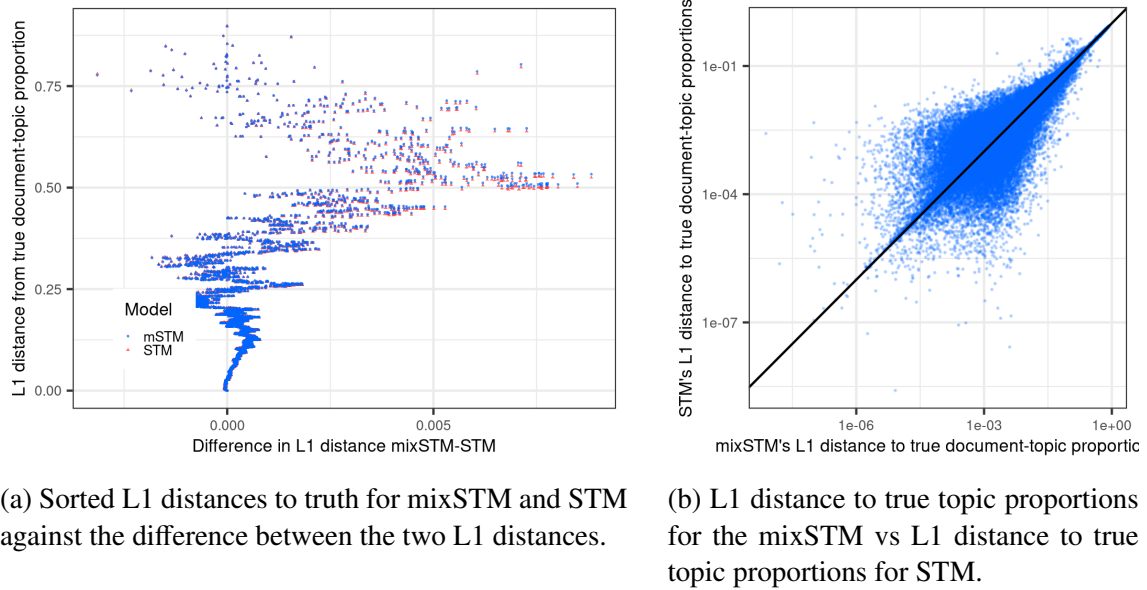 L1 distance from true document-topic proportion
0.75
0.50
0.25
0.00
Model
mSTM
STM
0.000
0.005
Difference in L1 distance mixSTM-STM
STM's L1 distance to true document-topic proportions
1e-01
1e-04
1e-07
1e-06
1e-03
1e+00
mixSTM's L1 distance to true document-topic proportio
(a) Sorted L1 distances to truth for mixSTM and STM
against the difference between the two L1 distances.
(b) L1 distance to true topic proportions
for the mixSTM vs L1 distance to true
topic proportions for STM.